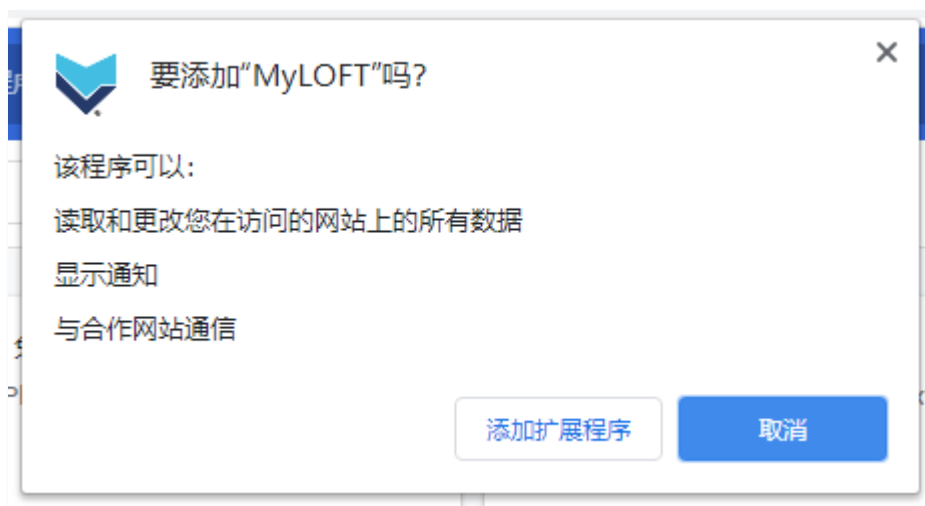 要添加“MyLOFT”吗?
该程序可以:
读取和更改您在访问的网站上的所有数据
显示通知
与合作网站通信
添加扩展程序
取消